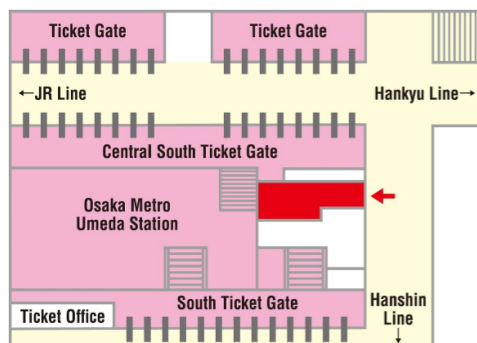 Ticket Gate
Ticket Gate
←JR Line
Hankyu Line→
Central South Ticket Gate
Osaka Metro
Umeda Station
South Ticket Gate
Ticket Office
Hanshin
Line
↓